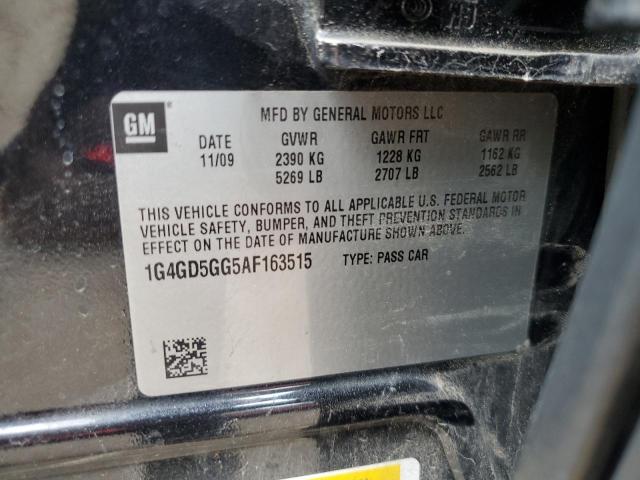 GM
MFD BY GENERAL MOTORS LLC
DATE GVWR GAWR FRT GAWR RR
11/09 2390 KG 1228 KG 1162 KG
5269 LB 2707 LB 2562 LB
THIS VEHICLE CONFORMS TO ALL APPLICABLE U.S. FEDERAL MOTOR
VEHICLE SAFETY, BUMPER, AND THEFT PREVENTION STANDARDS IN
EFFECT ON THE DATE OF MANUFACTURE SHOWN ABOVE.
1G4GD5GG5AF163515 TYPE: PASS CAR